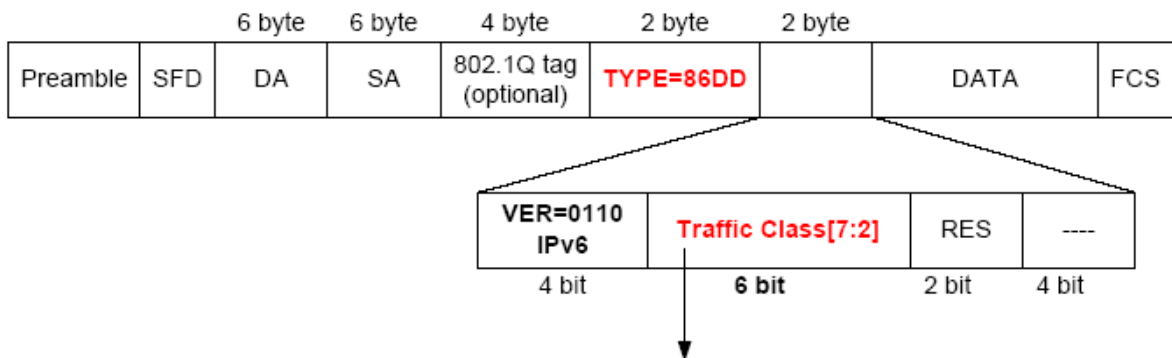 6 byte 6 byte 4 byte 2 byte 2 byte
Preamble SFD DA SA 802.1Q tag (optional) TYPE=86DD DATA FCS
VER=0110 IPv6 Traffic Class[7:2] RES ----
4 bit 6 bit 2 bit 4 bit